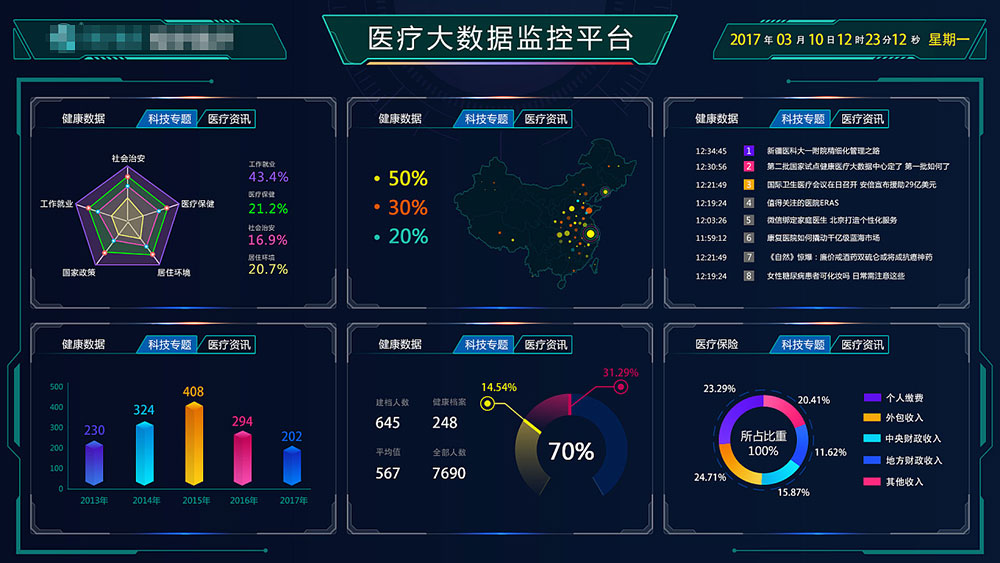 医疗大数据监控平台
2017 年 03 月 10 日 12 时 23 分 12 秒 星期一
健康数据 科技专题 医疗资讯
社会治安
工作就业
医疗保健
国家政策
居住环境
工作就业
43.4%
医疗保健
21.2%
社会治安
16.9%
居住环境
20.7%
健康数据 科技专题 医疗资讯
50%
30%
20%
健康数据 科技专题 医疗资讯
12:34:45 1 新疆医科大一附院精细化管理之路
12:30:56 2 第二批国家试点健康医疗大数据中心定了 第一批如何了
12:21:49 3 国际卫生医疗会议在日召开 安倍宣布援助29亿美元
12:19:24 4 值得关注的医院ERAS
12:03:26 5 微信绑定家庭医生 北京打造个性化服务
11:59:12 6 康复医院如何撬动千亿级蓝海市场
12:21:49 7 《自然》惊爆：廉价戒酒药双硫仑或将成抗癌神药
12:19:24 8 女性糖尿病患者可化妆吗 日常需注意这些
健康数据 科技专题 医疗资讯
500
400
300
200
100
0
230
324
408
294
202
2013年 2014年 2015年 2016年 2017年
健康数据 科技专题 医疗资讯
建档人数 健康档案
645 248
平均值 全部人数
567 7690
14.54%
31.29%
70%
医疗保险 科技专题 医疗资讯
23.29%
20.41%
11.62%
15.87%
24.71%
所占比重
100%
个人缴费
外包收入
中央财政收入
地方财政收入
其他收入